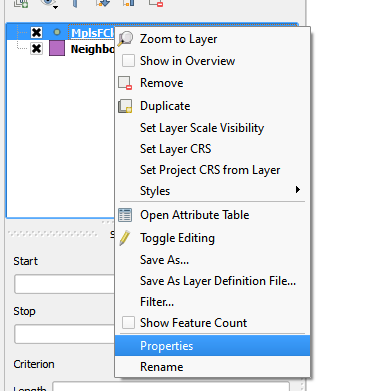 MplsFC
Zoom to Layer
Neighbo
Show in Overview
Remove
Duplicate
Set Layer Scale Visibility
Set Layer CRS
Set Project CRS from Layer
Styles
Open Attribute Table
Toggle Editing
Save As...
Save As Layer Definition File...
Filter...
Show Feature Count
Properties
Rename
Start
Stop
Criterion
Length